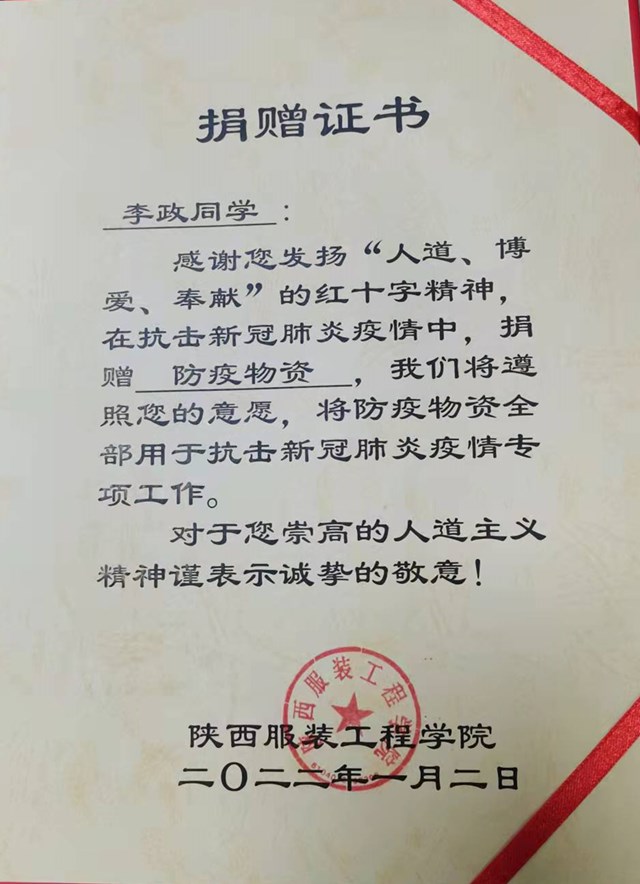 捐赠证书
李政同学：
感谢您发扬“人道、博
爱、奉献”的红十字精神，
在抗击新冠肺炎疫情中，捐
赠 防疫物资 ，我们将遵
照您的意愿，将防疫物资全
部用于抗击新冠肺炎疫情专
项工作。
对于您崇高的人道主义
精神谨表示诚挚的敬意！
陕西服装工程学院
陕西服装工程学院
二〇二二年一月二日